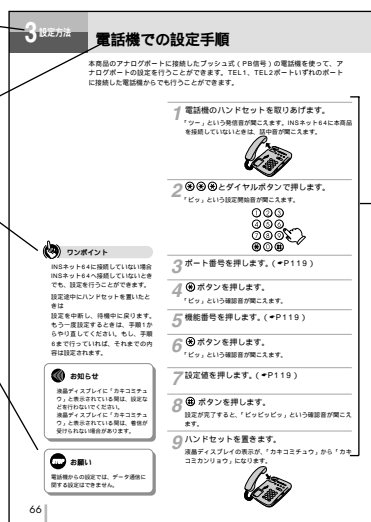 3 設定方法
電話機での設定手順
本商品のアナログポートに接続したプッシュ式(PB信号)の電話機を使って、ア
ナログポートの設定を行うことができます。TEL1、TEL2ポートいずれのポート
に接続した電話機からでも行うことができます。
1 電話機のハンドセットを取りあげます。
「ツー」という発信音が聞こえます。INSネット64に本商品
を接続していないときは、話中音が聞こえます。
2 ✱✱✱とダイヤルボタンで押します。
「ピッ」という設定開始音が聞こえます。
1 2 3
4 5 6
7 8 9
✱ 0 #
3 ポート番号を押します。(☛P119)
4 ✱ ボタンを押します。
「ピッ」という確認音が聞こえます。
5 機能番号を押します。(☛P119)
6 ✱ ボタンを押します。
「ピッ」という確認音が聞こえます。
7 設定値を押します。(☛P119)
8 # ボタンを押します。
設定が完了すると、「ピッピッピッ」という確認音が聞こえ
ます。
9 ハンドセットを置きます。
液晶ディスプレイの表示が、「カキコミチュウ」から「カキ
コミカンリョウ」になります。
ワンポイント
INSネット64に接続していない場合
INSネット64へ接続していないとき
でも、設定を行うことができます。
設定途中にハンドセットを置いたと
きは
設定を中断し、待機中に戻ります。
もう一度設定するときは、手順1か
らやり直してください。もし、手順
6まで行っていれば、それまでの内
容は設定されます。
お知らせ
液晶ディスプレイに「カキコミチュ
ウ」と表示されている間は、設定な
どを行わないでください。
液晶ディスプレイに「カキコミチュ
ウ」と表示されている間は、着信が
受けられない場合があります。
お願い
電話機からの設定では、データ通信に
関する設定はできません。
66